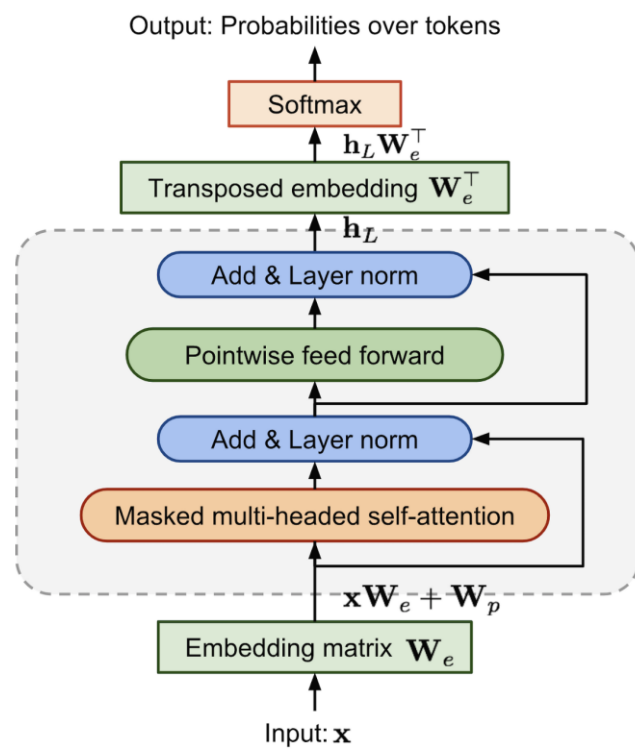 Output: Probabilities over tokens
Softmax
h_L W_e^⊤
Transposed embedding W_e^⊤
h_L
Add & Layer norm
Pointwise feed forward
Add & Layer norm
Masked multi-headed self-attention
xW_e + W_p
Embedding matrix W_e
Input: x